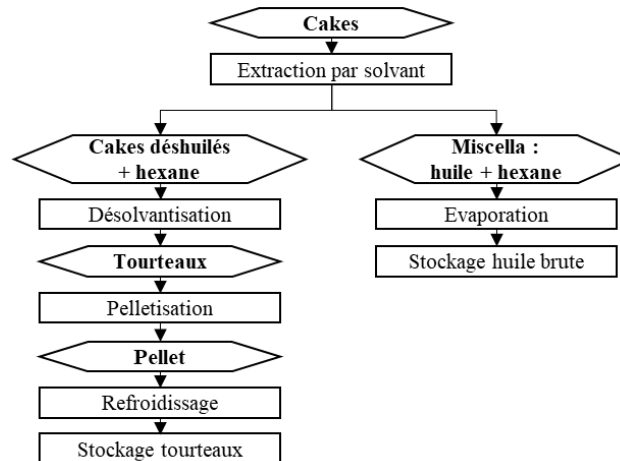 Cakes
Extraction par solvant
Cakes déshuilés
+ hexane
Désolvantisation
Tourteaux
Pelletisation
Pellet
Refroidissage
Stockage tourteaux
Miscella :
huile + hexane
Evaporation
Stockage huile brute